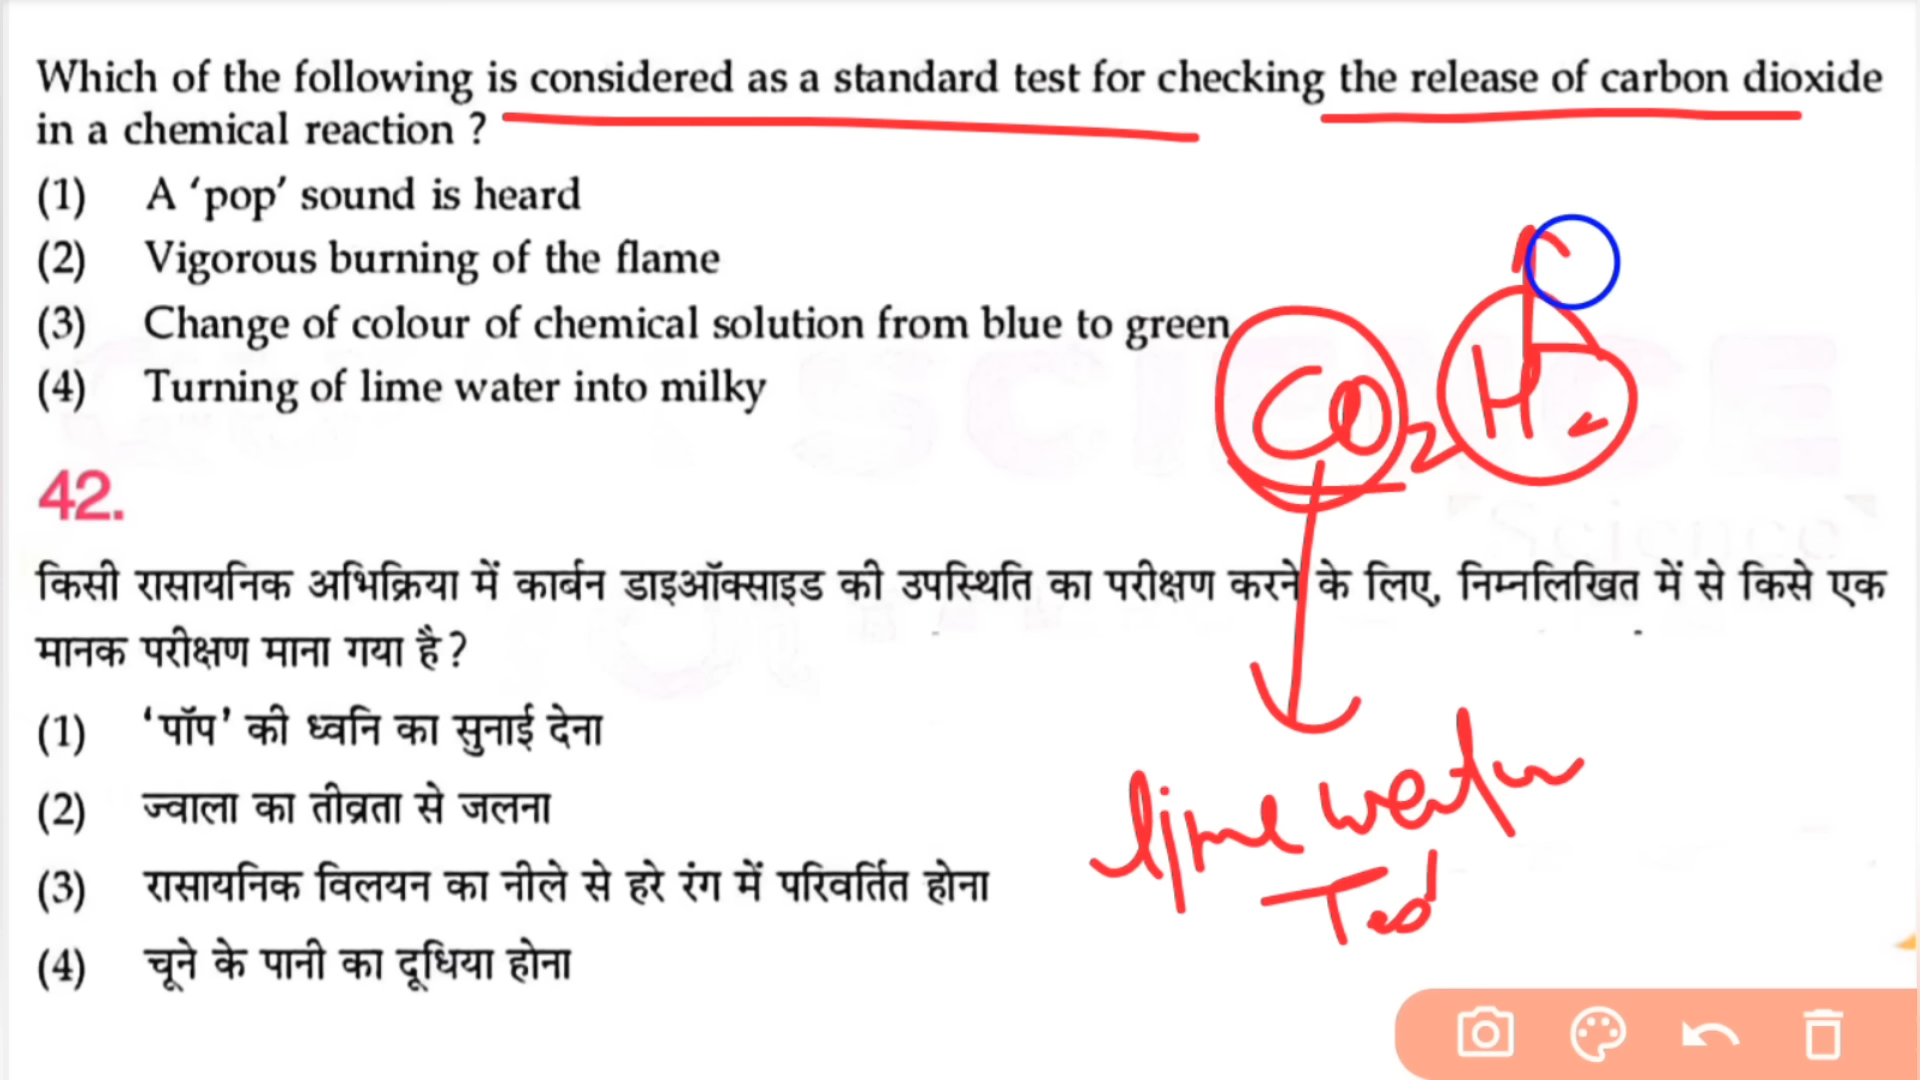 Which of the following is considered as a standard test for checking the release of carbon dioxide
in a chemical reaction ?
(1) A ‘pop’ sound is heard
(2) Vigorous burning of the flame
(3) Change of colour of chemical solution from blue to green
(4) Turning of lime water into milky
CO2 H2
42.
किसी रासायनिक अभिक्रिया में कार्बन डाइऑक्साइड की उपस्थिति का परीक्षण करने के लिए, निम्नलिखित में से किसे एक
मानक परीक्षण माना गया है ?
(1) ‘पॉप’ की ध्वनि का सुनाई देना
(2) ज्वाला का तीव्रता से जलना
(3) रासायनिक विलयन का नीले से हरे रंग में परिवर्तित होना
(4) चूने के पानी का दूधिया होना
lime water
Test